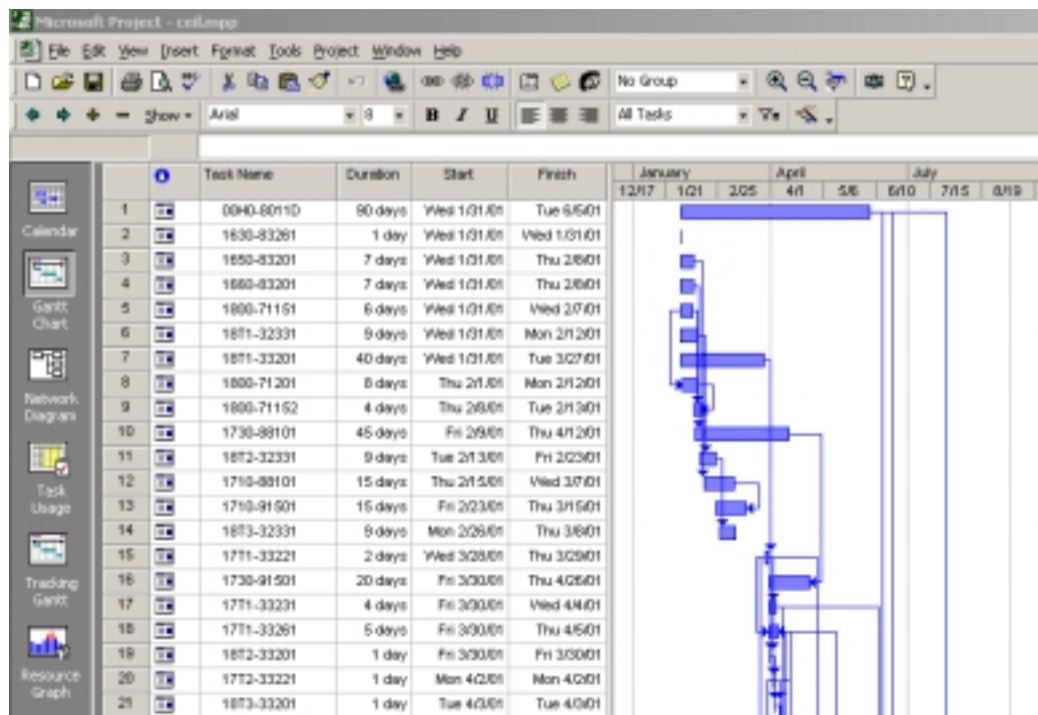 Microsoft Project - ceil.mpp
File Edit View Insert Format Tools Project Window Help
No Group
Show Arial 8 B I U All Tasks
Task Name Duration Start Finish January April July
12/17 1/21 2/25 4/1 5/6 6/10 7/15 8/19
1 00H0-8011D 90 days Wed 1/31/01 Tue 6/5/01
2 1630-83261 1 day Wed 1/31/01 Wed 1/31/01
3 1650-83201 7 days Wed 1/31/01 Thu 2/8/01
4 1660-83201 7 days Wed 1/31/01 Thu 2/8/01
5 1800-71151 6 days Wed 1/31/01 Wed 2/7/01
6 18T1-32331 9 days Wed 1/31/01 Mon 2/12/01
7 18T1-33201 40 days Wed 1/31/01 Tue 3/27/01
8 1800-71201 8 days Thu 2/1/01 Mon 2/12/01
9 1800-71152 4 days Thu 2/8/01 Tue 2/13/01
10 1730-88101 45 days Fri 2/9/01 Thu 4/12/01
11 18T2-32331 9 days Tue 2/13/01 Fri 2/23/01
12 1710-88101 15 days Thu 2/15/01 Wed 3/7/01
13 1710-91501 15 days Fri 2/23/01 Thu 3/15/01
14 18T3-32331 9 days Mon 2/26/01 Thu 3/8/01
15 17T1-33221 2 days Wed 3/28/01 Thu 3/29/01
16 1730-91501 20 days Fri 3/30/01 Thu 4/26/01
17 17T1-33231 4 days Fri 3/30/01 Wed 4/4/01
18 17T1-33261 5 days Fri 3/30/01 Thu 4/5/01
19 18T2-33201 1 day Fri 3/30/01 Fri 3/30/01
20 17T2-33221 1 day Mon 4/2/01 Mon 4/2/01
21 18T3-33201 1 day Tue 4/3/01 Tue 4/3/01
Calendar
Gantt
Chart
Network
Diagram
Task
Usage
Tracking
Gantt
Resource
Graph